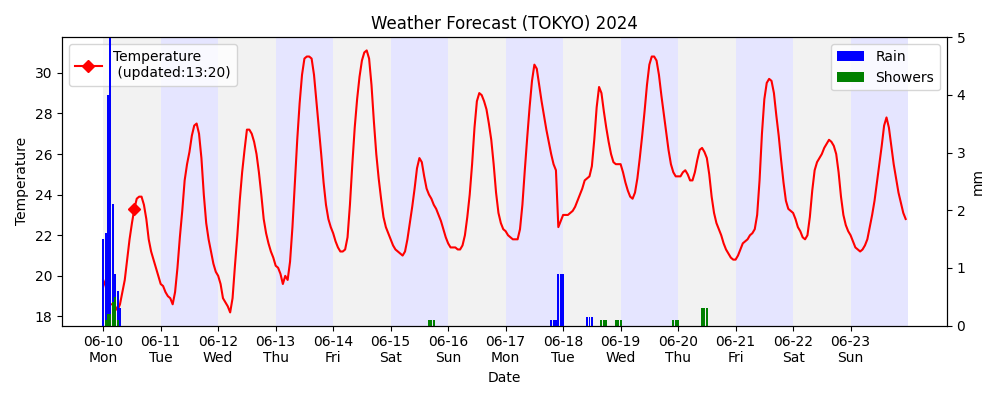 Weather Forecast (TOKYO) 2024
Temperature
(updated:13:20)
Rain
Showers
Temperature
30
28
26
24
22
20
18
5
4
3
2
1
0
mm
06-10 06-11 06-12 06-13 06-14 06-15 06-16 06-17 06-18 06-19 06-20 06-21 06-22 06-23
Mon Tue Wed Thu Fri Sat Sun Mon Tue Wed Thu Fri Sat Sun
Date